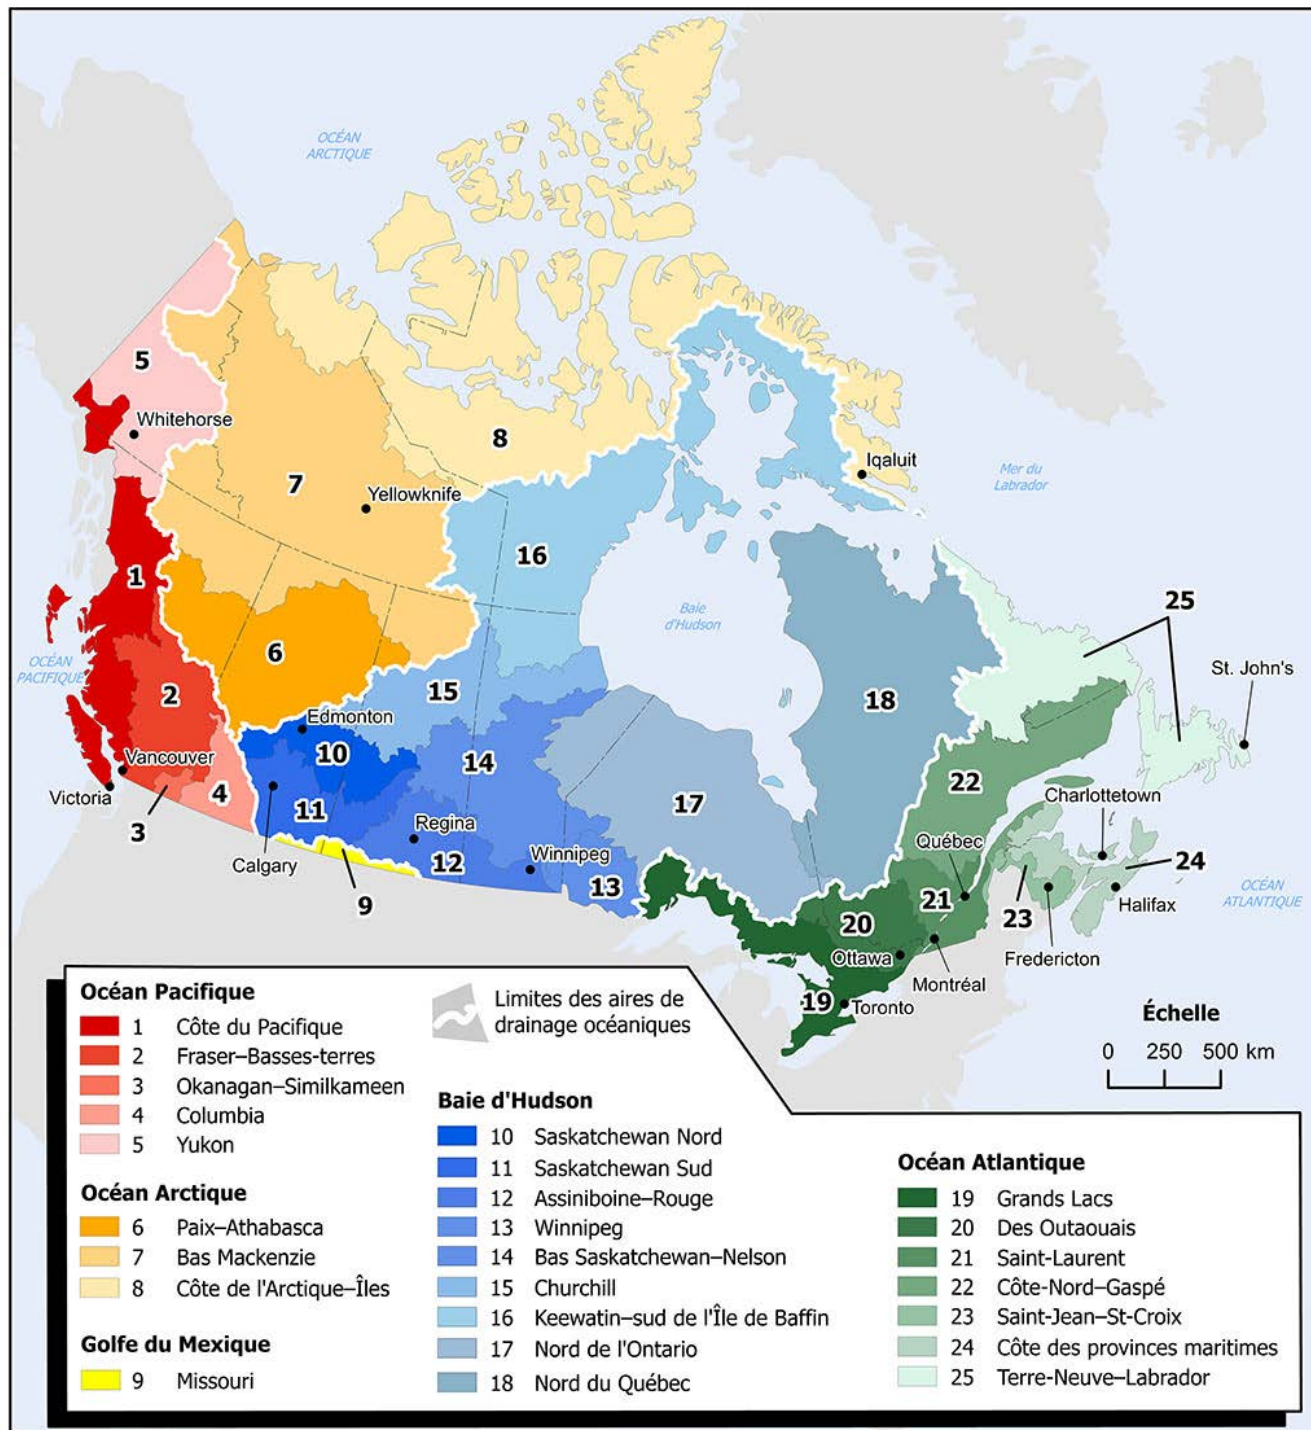 OCÉAN
ARCTIQUE
5
Whitehorse
8
Iqaluit
Mer du
Labrador
7
Yellowknife
16
1
Baie
d'Hudson
25
OCÉAN
PACIFIQUE
6
St. John's
2
15
18
Edmonton
10
14
Vancouver
22
Victoria
4
11
17
Charlottetown
3
Regina
Québec
Calgary
12
Winnipeg
24
9
13
21
23
Halifax
OCÉAN
ATLANTIQUE
20
Ottawa
Montréal
Fredericton
19
Toronto
Échelle
0 250 500 km
Océan Pacifique
1 Côte du Pacifique
2 Fraser–Basses-terres
3 Okanagan–Similkameen
4 Columbia
5 Yukon
Océan Arctique
6 Paix–Athabasca
7 Bas Mackenzie
8 Côte de l'Arctique–Îles
Golfe du Mexique
9 Missouri
Limites des aires de
drainage océaniques
Baie d'Hudson
10 Saskatchewan Nord
11 Saskatchewan Sud
12 Assiniboine–Rouge
13 Winnipeg
14 Bas Saskatchewan–Nelson
15 Churchill
16 Keewatin–sud de l'Île de Baffin
17 Nord de l'Ontario
18 Nord du Québec
Océan Atlantique
19 Grands Lacs
20 Des Outaouais
21 Saint-Laurent
22 Côte-Nord–Gaspé
23 Saint-Jean–St-Croix
24 Côte des provinces maritimes
25 Terre-Neuve–Labrador